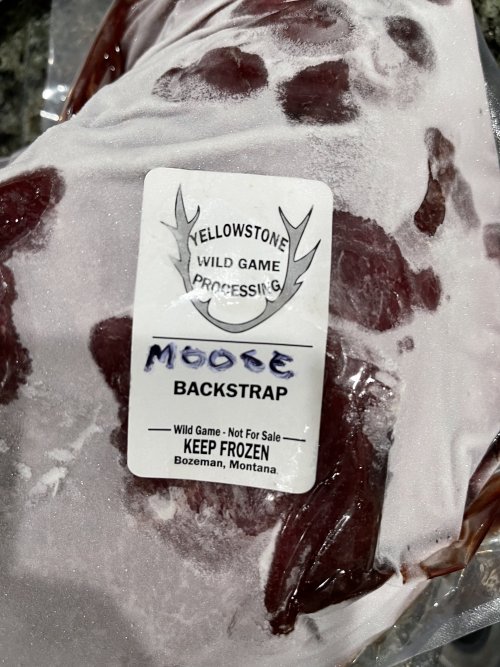 YELLOWSTONE
WILD GAME
PROCESSING
MOOSE
BACKSTRAP
Wild Game - Not For Sale
KEEP FROZEN
Bozeman, Montana